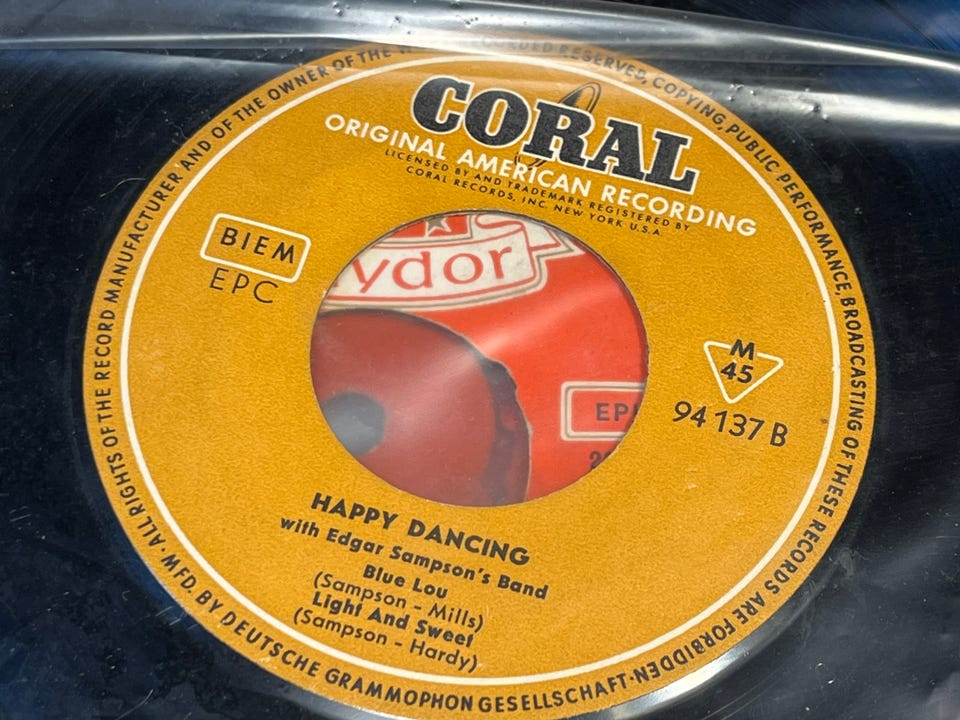 CORAL
ORIGINAL AMERICAN RECORDING
LICENSED BY AND TRADEMARK REGISTERED BY
CORAL RECORDS, INC. NEW YORK U.S.A.
BIEM
EPC
ydor
EP
M
45
94 137 B
HAPPY DANCING
with Edgar Sampson's Band
Blue Lou
(Sampson - Mills)
Light And Sweet
(Sampson - Hardy)
ALL RIGHTS OF THE RECORD MANUFACTURER AND OF THE OWNER OF THE RECORDED RESERVED, COPYING, PUBLIC PERFORMANCE, BROADCASTING OF THESE RECORDS ARE FORBIDDEN · MFD. BY DEUTSCHE GRAMMOPHON GESELLSCHAFT ·